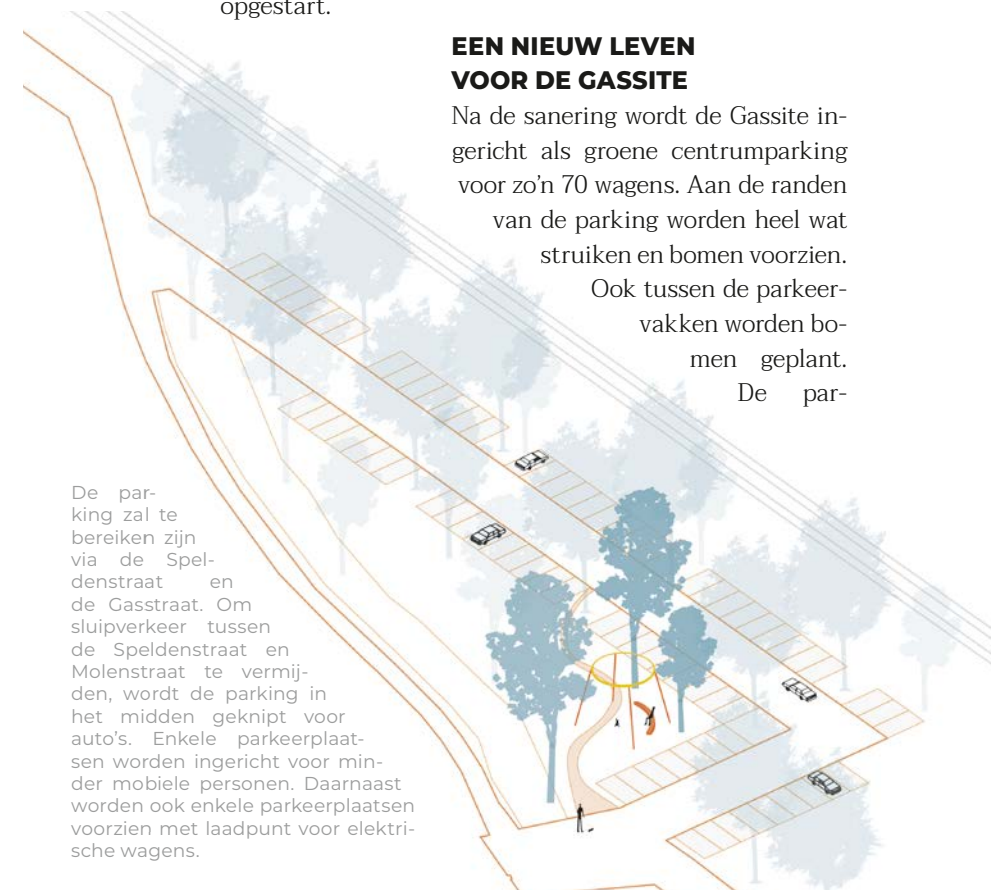 opgestart.
EEN NIEUW LEVEN
VOOR DE GASSITE
Na de sanering wordt de Gassite in-
gericht als groene centrumparking
voor zo’n 70 wagens. Aan de randen
van de parking worden heel wat
struiken en bomen voorzien.
Ook tussen de parkeer-
vakken worden bo-
men geplant.
De par-
De par-
king zal te
bereiken zijn
via de Spel-
denstraat en
de Gasstraat. Om
sluipverkeer tussen
de Speldenstraat en
Molenstraat te vermij-
den, wordt de parking in
het midden geknipt voor
auto’s. Enkele parkeerplaat-
sen worden ingericht voor min-
der mobiele personen. Daarnaast
worden ook enkele parkeerplaatsen
voorzien met laadpunt voor elektri-
sche wagens.